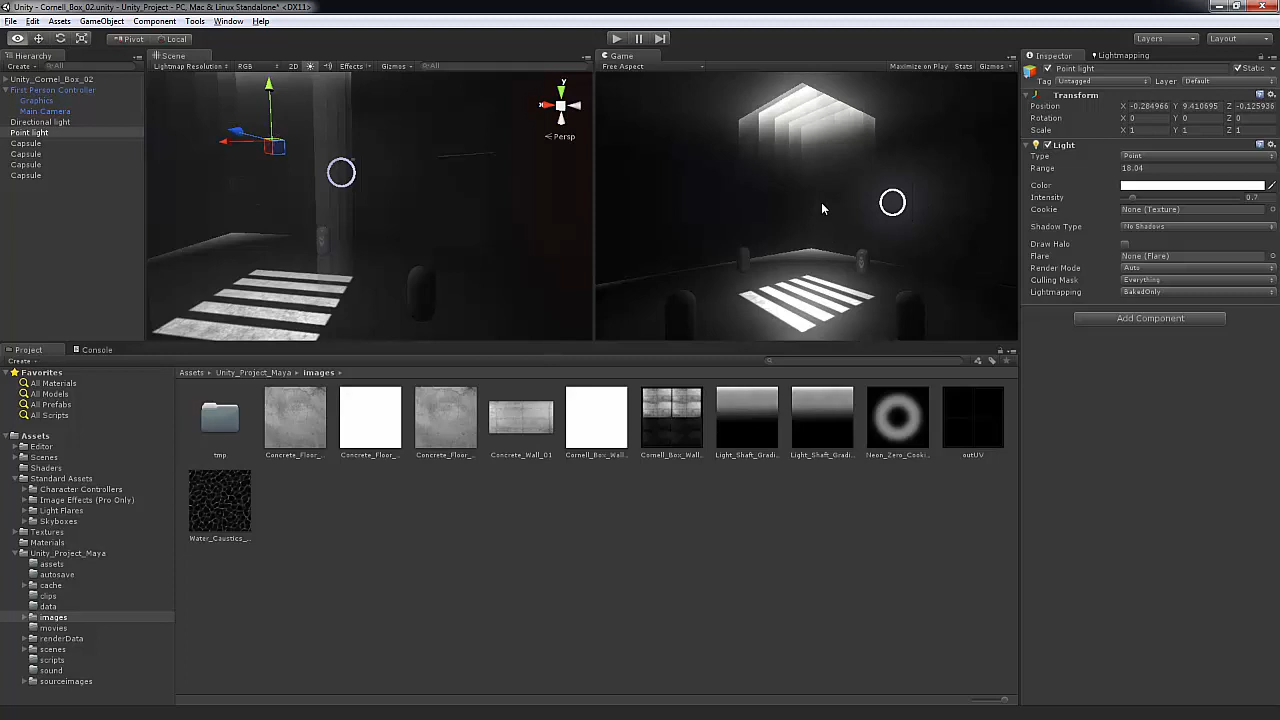 Unity - Cornell_Box_02.unity - Unity_Project - PC, Mac & Linux Standalone* <DX11>
File Edit Assets GameObject Component Tools Window Help
Pivot Local Layers Layout
Hierarchy
Create All
Unity_Cornel_Box_02
First Person Controller
Graphics
Main Camera
Directional light
Point light
Capsule
Capsule
Capsule
Capsule
Scene
Lightmap Resolution RGB 2D Effects Gizmos All
y
x
Persp
Game
Free Aspect Maximize on Play Stats Gizmos
Inspector Lightmapping
Point light Static
Tag Untagged Layer Default
Transform
Position X -0.284966 Y 9.410695 Z -0.125936
Rotation X 0 Y 0 Z 0
Scale X 1 Y 1 Z 1
Light
Type Point
Range 18.04
Color
Intensity 0.7
Cookie None (Texture)
Shadow Type No Shadows
Draw Halo
Flare None (Flare)
Render Mode Auto
Culling Mask Everything
Lightmapping BakedOnly
Add Component
Project Console
Create
Favorites
All Materials
All Models
All Prefabs
All Scripts
Assets
Editor
Scenes
Shaders
Standard Assets
Character Controllers
Image Effects (Pro Only)
Light Flares
Skyboxes
Textures
Materials
Unity_Project_Maya
assets
autosave
cache
clips
data
images
movies
renderData
scenes
scripts
sound
sourceimages
Assets Unity_Project_Maya images
tmp Concrete_Floor_... Concrete_Floor_... Concrete_Floor_... Concrete_Wall_01 Cornell_Box_Wall... Cornell_Box_Wall... Light_Shaft_Gradi... Light_Shaft_Gradi... Neon_Zero_Cooki... outUV
Water_Caustics_...